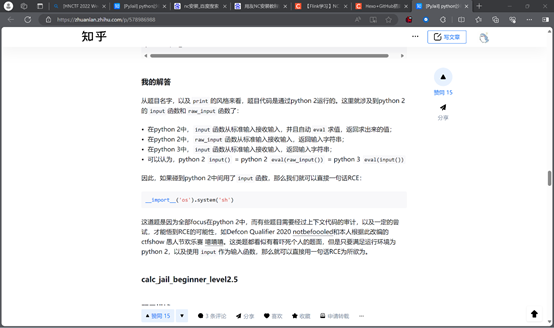 [HNCTF 2022 W
[PyJail] python沙
nc安装_百度搜索
【Flink学习】N
Hexo+GitHub部
[PyJail] python沙
https://zhuanlan.zhihu.com/p/578986988
知乎
写文章
我的解答
从题目名字，以及 print 的风格来看，题目代码是通过python 2运行的。这里就涉及到python 2
的 input 函数和 raw_input 函数了：
• 在python 2中， input 函数从标准输入接收输入，并且自动 eval 求值，返回求出来的值；
• 在python 2中， raw_input 函数从标准输入接收输入，返回输入字符串；
• 在python 3中， input 函数从标准输入接收输入，返回输入字符串；
• 可以认为，python 2 input() = python 2 eval(raw_input()) = python 3 eval(input())
因此，如果碰到python 2中间用了 input 函数，那么我们就可以直接一句话RCE：
__import__('os').system('sh')
这道题是因为全部focus在python 2中，而有些题目需要经过上下文代码的审计，以及一定的尝
试，才能悟到RCE的可能性，如Defcon Qualifier 2020 notbefoooled和本人根据此改编的
ctfshow 愚人节欢乐赛 嘻嘻嘻。这类题都看似有着吓死个人的题面，但是只要满足运行环境为
python 2，以及使用 input 作为输入函数，那么就可以直接用一句话RCE为所欲为。
calc_jail_beginner_level2.5
赞同 15
分享
赞同 15
3 条评论
分享
喜欢
收藏
申请转载